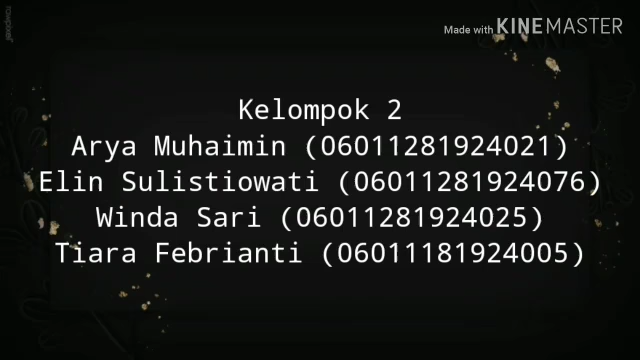 Made with KINEMASTER
Kelompok 2
Arya Muhaimin (06011281924021)
Elin Sulistiowati (06011281924076)
Winda Sari (06011281924025)
Tiara Febrianti (06011181924005)